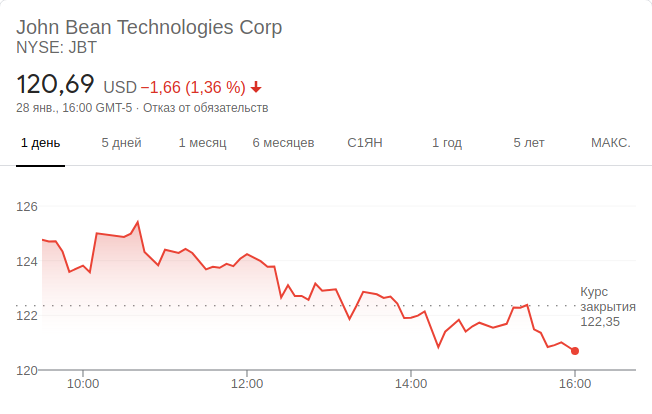 John Bean Technologies Corp
NYSE: JBT
120,69 USD −1,66 (1,36 %)
28 янв., 16:00 GMT-5 · Отказ от обязательств
1 день 5 дней 1 месяц 6 месяцев С1ЯН 1 год 5 лет МАКС.
126
124
Курс
закрытия
122,35
122
120
10:00 12:00 14:00 16:00